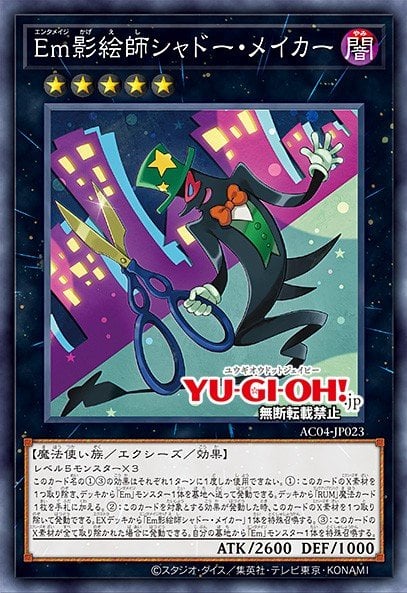 エンタメイジ かげえし
Em影絵師シャドー・メイカー
やみ
闇
ユウギオウドットジェイピー
YU-GI-OH!.jp
無断転載禁止
AC04-JP023
【魔法使い族／エクシーズ／効果】
レベル５モンスター×３
このカード名の①③の効果はそれぞれ１ターンに１度しか使用できない。①：このカードのX素材を
１つ取り除き、デッキから「Em」モンスター１体を墓地へ送って発動できる。デッキから「RUM」魔法カード
１枚を手札に加える。②：このカードを対象とする効果が発動した時、このカードのX素材を１つ取り
除いて発動できる。EXデッキから「Em影絵師シャドー・メイカー」１体を特殊召喚する。③：このカードの
X素材が全て取り除かれた場合に発動できる。自分の墓地から「Em」モンスター１体を特殊召喚する。
ATK/2600 DEF/1000
©スタジオ・ダイス／集英社・テレビ東京・KONAMI